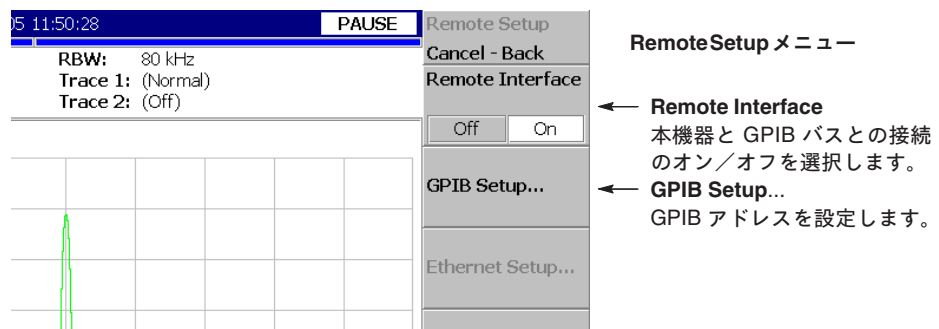 05 11:50:28
PAUSE
RBW: 80 kHz
Trace 1: (Normal)
Trace 2: (Off)
Remote Setup
Cancel - Back
Remote Interface
Off On
GPIB Setup...
Ethernet Setup...
RemoteSetup メニュー
Remote Interface
本機器と GPIB バスとの接続
のオン／オフを選択します。
GPIB Setup...
GPIB アドレスを設定します。